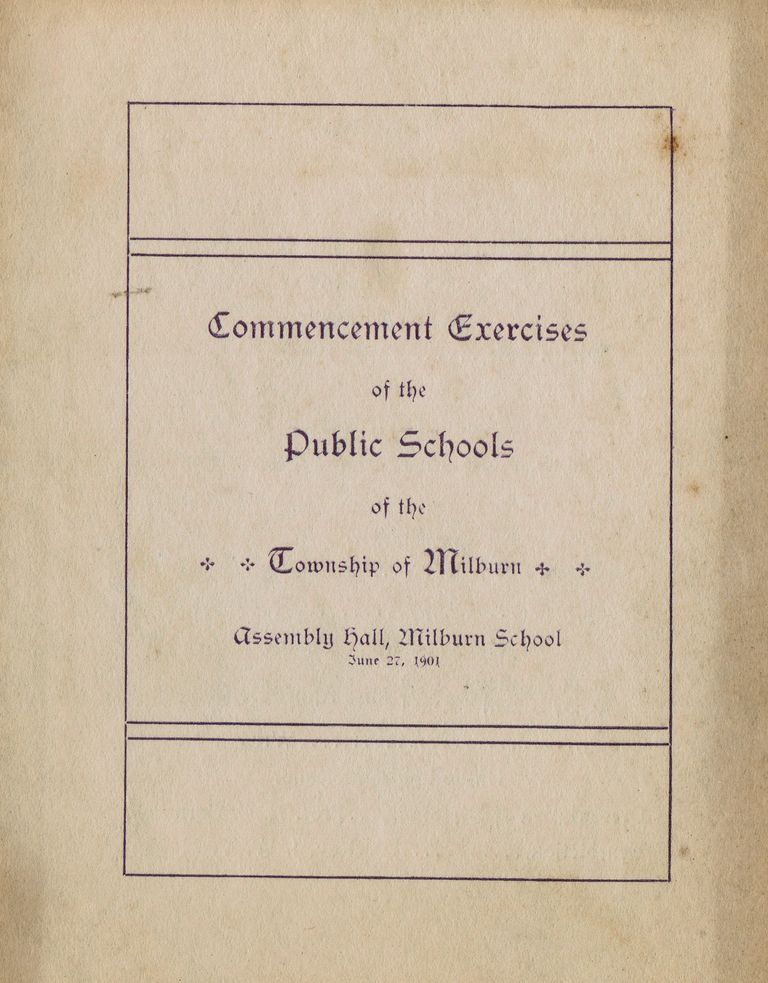 Commencement Exercises
of the
Public Schools
of the
Township of Milburn
Assembly Hall, Milburn School
June 27, 1901